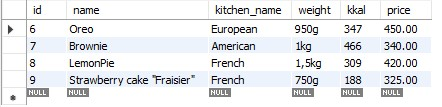 id name kitchen_name weight kkal price
6 Oreo European 950g 347 450.00
7 Brownie American 1kg 466 340.00
8 LemonPie French 1,5kg 309 420.00
9 Strawberry cake "Fraisier" French 750g 188 325.00
NULL NULL NULL NULL NULL NULL